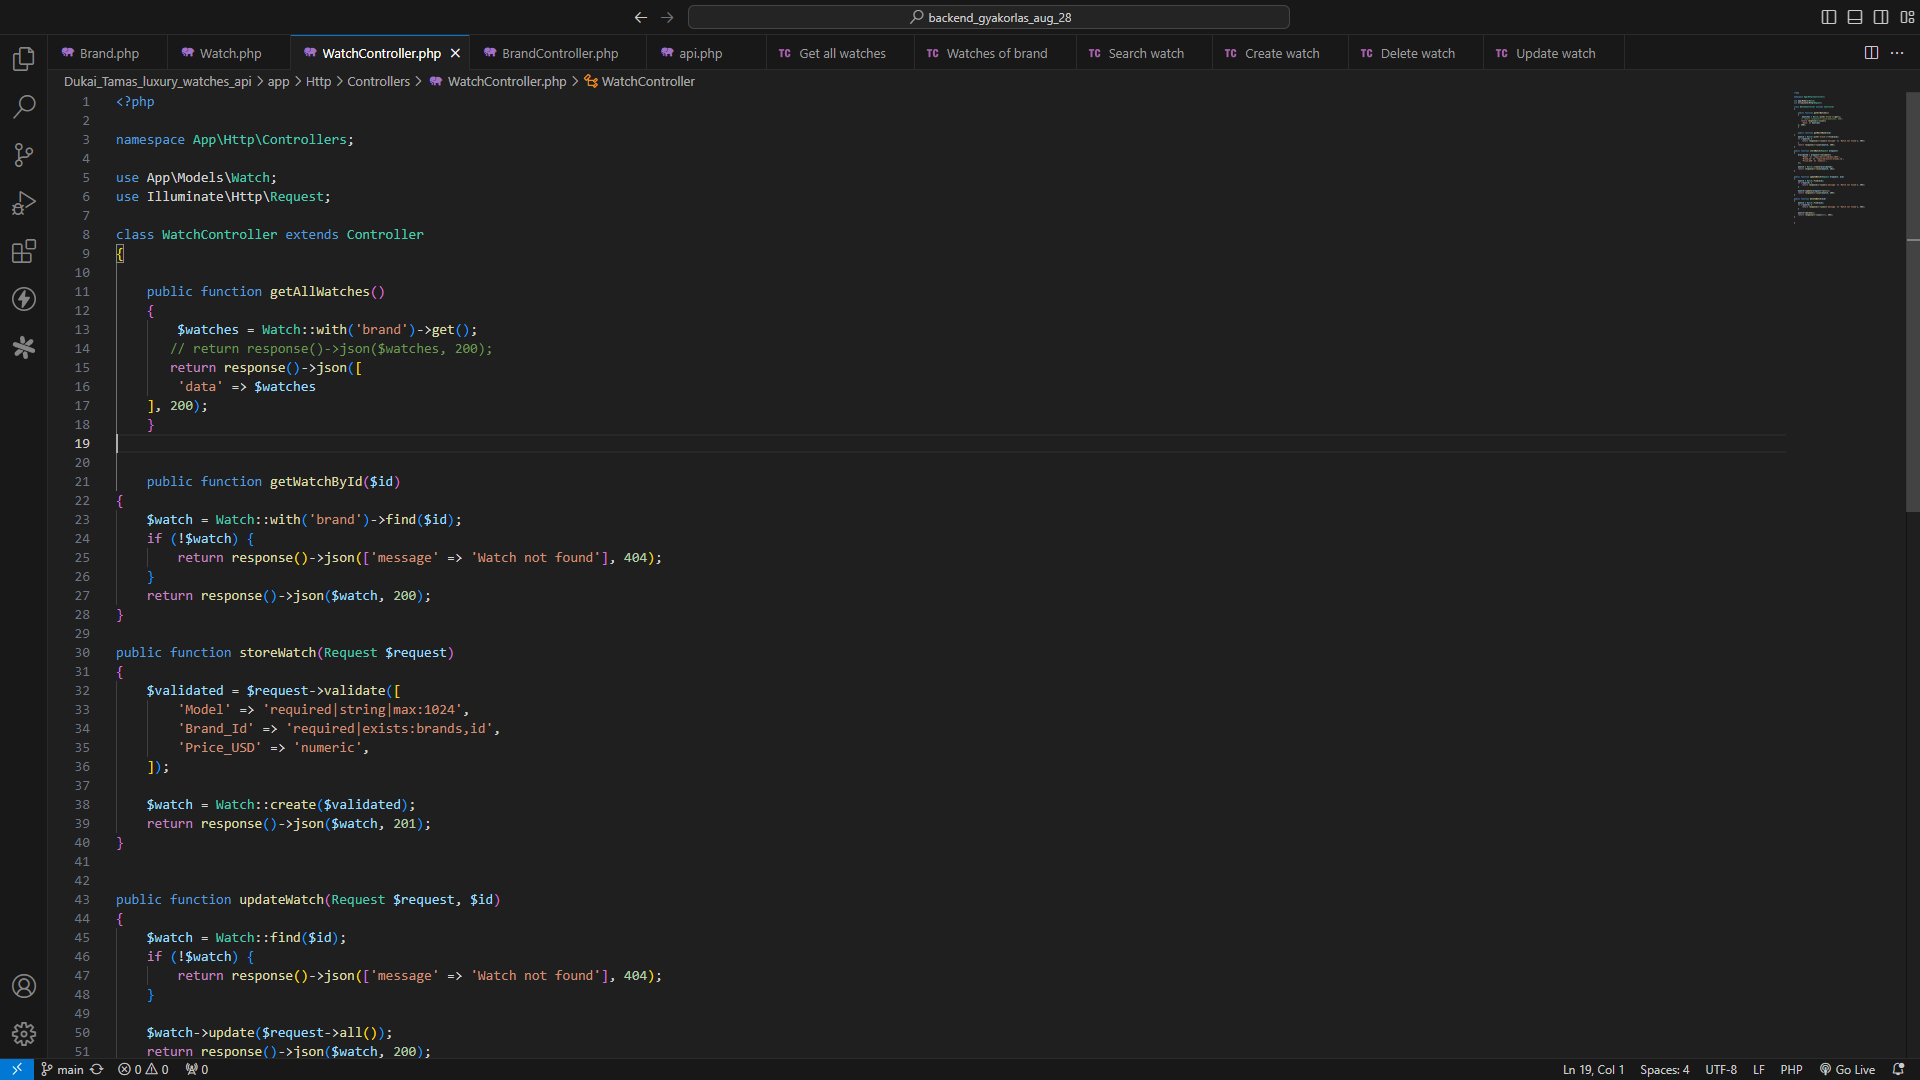 backend_gyakorlas_aug_28
Brand.php Watch.php WatchController.php BrandController.php api.php TC Get all watches TC Watches of brand TC Search watch TC Create watch TC Delete watch TC Update watch
Dukai_Tamas_luxury_watches_api > app > Http > Controllers > WatchController.php > WatchController
1 <?php
2
3 namespace App\Http\Controllers;
4
5 use App\Models\Watch;
6 use Illuminate\Http\Request;
7
8 class WatchController extends Controller
9 {
10
11     public function getAllWatches()
12     {
13         $watches = Watch::with('brand')->get();
14        // return response()->json($watches, 200);
15        return response()->json([
16         'data' => $watches
17     ], 200);
18     }
19
20
21     public function getWatchById($id)
22 {
23     $watch = Watch::with('brand')->find($id);
24     if (!$watch) {
25         return response()->json(['message' => 'Watch not found'], 404);
26     }
27     return response()->json($watch, 200);
28 }
29
30 public function storeWatch(Request $request)
31 {
32     $validated = $request->validate([
33         'Model' => 'required|string|max:1024',
34         'Brand_Id' => 'required|exists:brands,id',
35         'Price_USD' => 'numeric',
36     ]);
37
38     $watch = Watch::create($validated);
39     return response()->json($watch, 201);
40 }
41
42
43 public function updateWatch(Request $request, $id)
44 {
45     $watch = Watch::find($id);
46     if (!$watch) {
47         return response()->json(['message' => 'Watch not found'], 404);
48     }
49
50     $watch->update($request->all());
51     return response()->json($watch, 200);
main 0 0 0 Ln 19, Col 1 Spaces: 4 UTF-8 LF PHP Go Live